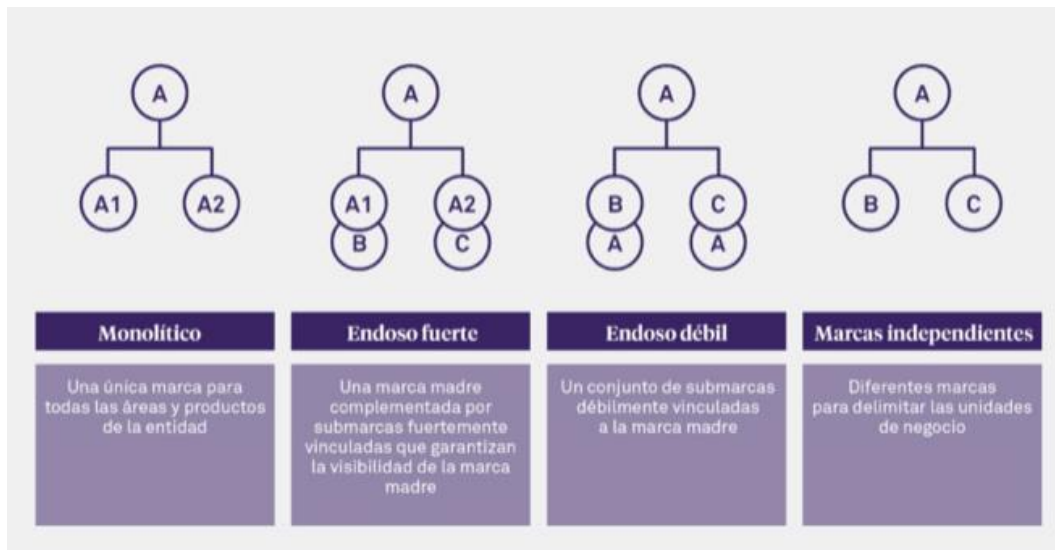 A
A1
A2
A
A1
A2
B
C
A
B
C
A
A
A
B
C
Monolítico
Una única marca para
todas las áreas y productos
de la entidad
Endoso fuerte
Una marca madre
complementada por
submarcas fuertemente
vinculadas que garantizan
la visibilidad de la marca
madre
Endoso débil
Un conjunto de submarcas
débilmente vinculadas
a la marca madre
Marcas independientes
Diferentes marcas
para delimitar las unidades
de negocio